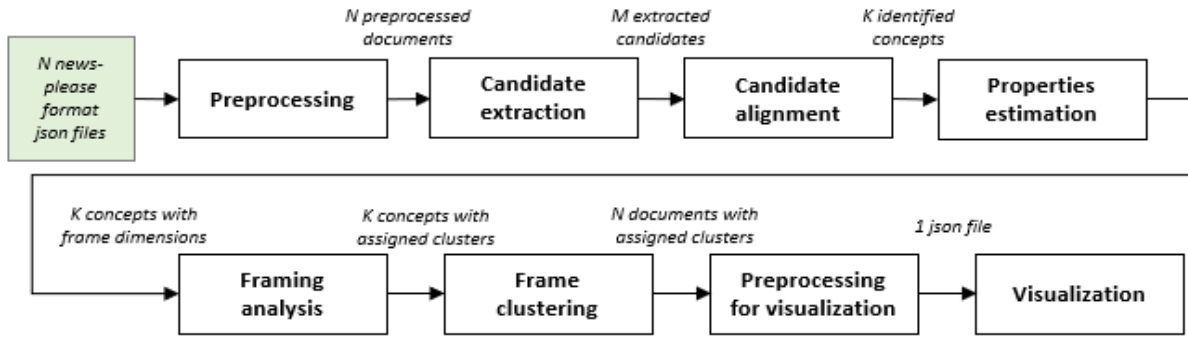 N news-
please
format
json files
Preprocessing
N preprocessed
documents
Candidate
extraction
M extracted
candidates
Candidate
alignment
K identified
concepts
Properties
estimation
K concepts with
frame dimensions
Framing
analysis
K concepts with
assigned clusters
Frame
clustering
N documents with
assigned clusters
Preprocessing
for visualization
1 json file
Visualization